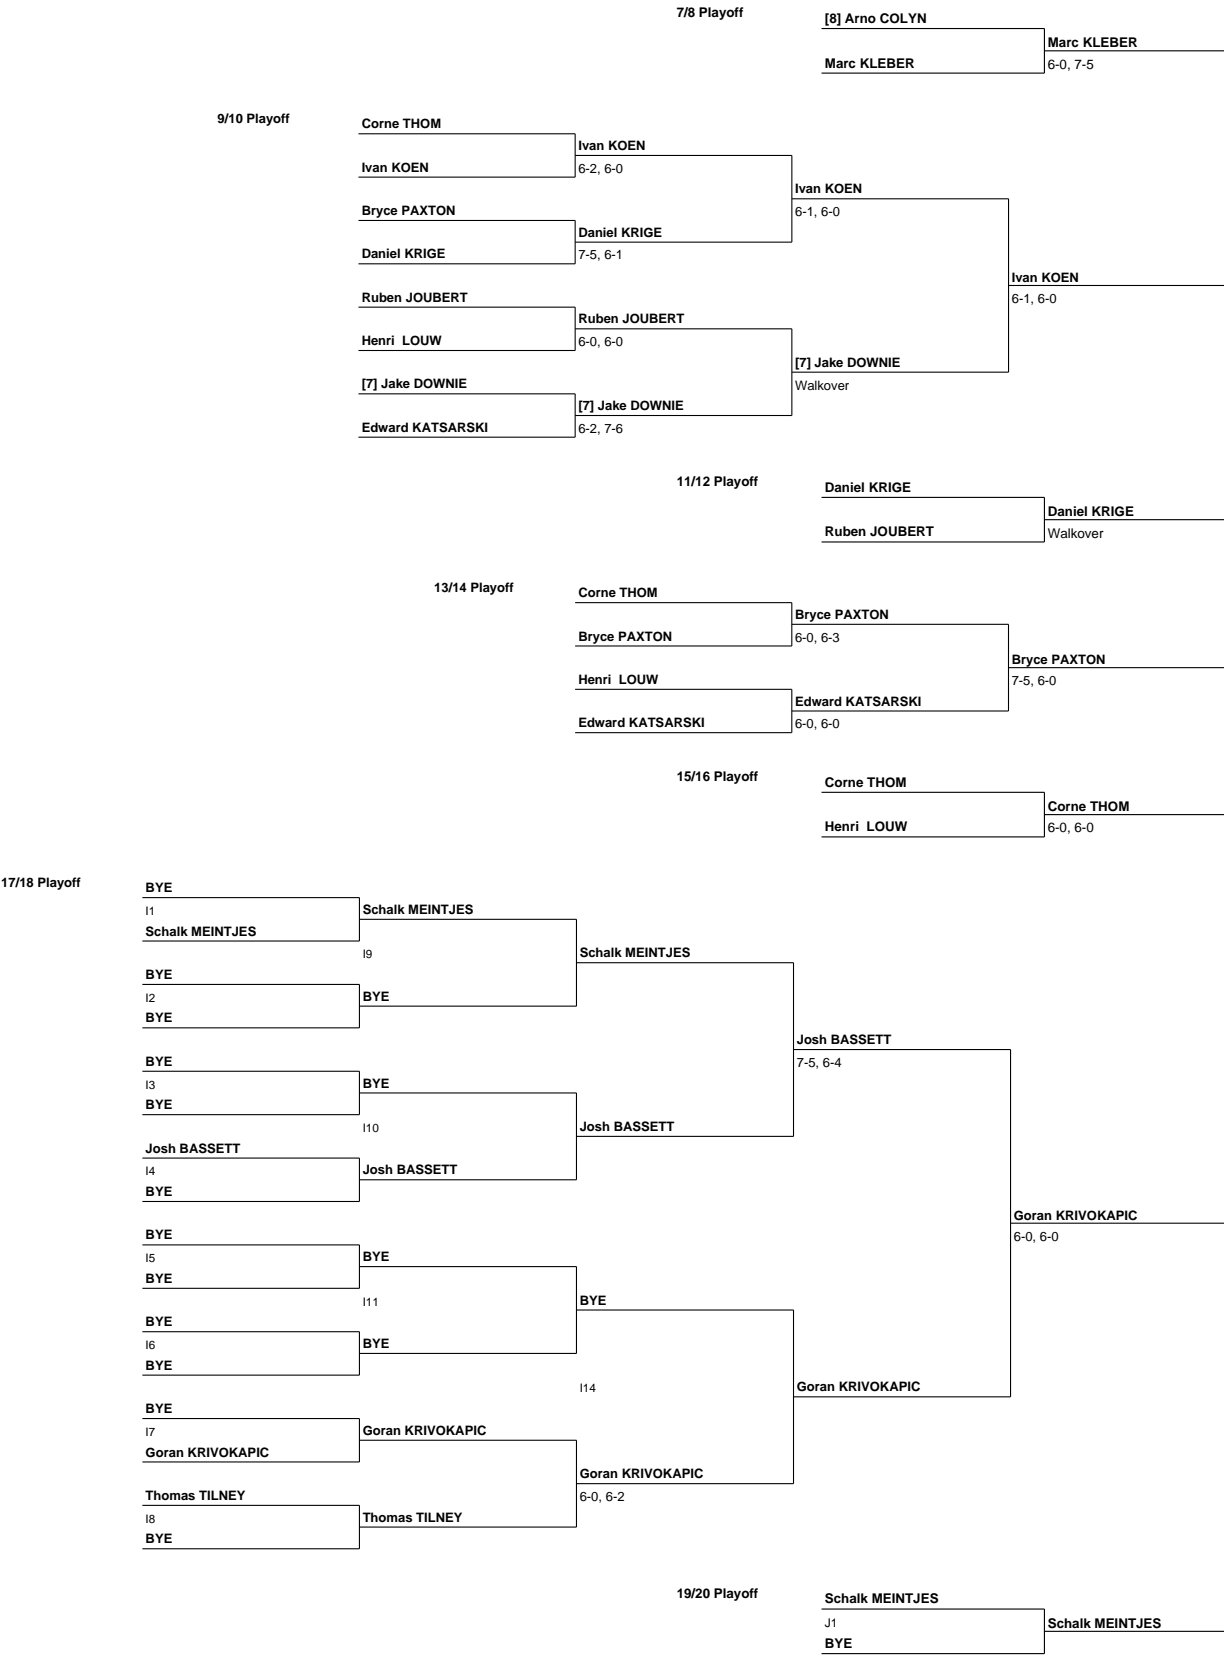 7/8 Playoff
[8] Arno COLYN
Marc KLEBER
Marc KLEBER
6-0, 7-5
9/10 Playoff
Corne THOM
Ivan KOEN
Ivan KOEN
6-2, 6-0
Ivan KOEN
6-1, 6-0
Bryce PAXTON
Daniel KRIGE
Daniel KRIGE
7-5, 6-1
Ivan KOEN
6-1, 6-0
Ruben JOUBERT
Ruben JOUBERT
Henri LOUW
6-0, 6-0
[7] Jake DOWNIE
Walkover
[7] Jake DOWNIE
[7] Jake DOWNIE
Edward KATSARSKI
6-2, 7-6
11/12 Playoff
Daniel KRIGE
Daniel KRIGE
Ruben JOUBERT
Walkover
13/14 Playoff
Corne THOM
Bryce PAXTON
Bryce PAXTON
6-0, 6-3
Bryce PAXTON
7-5, 6-0
Henri LOUW
Edward KATSARSKI
Edward KATSARSKI
6-0, 6-0
15/16 Playoff
Corne THOM
Corne THOM
Henri LOUW
6-0, 6-0
17/18 Playoff
BYE
I1
Schalk MEINTJES
Schalk MEINTJES
I9
Schalk MEINTJES
BYE
I2
BYE
BYE
Josh BASSETT
7-5, 6-4
BYE
I3
BYE
BYE
I10
Josh BASSETT
Josh BASSETT
I4
Josh BASSETT
BYE
Goran KRIVOKAPIC
6-0, 6-0
BYE
I5
BYE
BYE
I11
BYE
BYE
I6
BYE
BYE
I14
Goran KRIVOKAPIC
BYE
I7
Goran KRIVOKAPIC
Goran KRIVOKAPIC
Goran KRIVOKAPIC
6-0, 6-2
Thomas TILNEY
I8
Thomas TILNEY
BYE
19/20 Playoff
Schalk MEINTJES
J1
Schalk MEINTJES
BYE